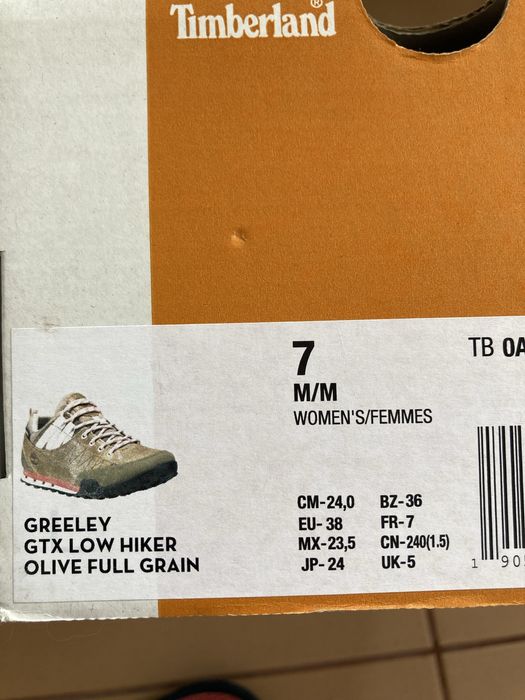 Timberland®
7
M/M
WOMEN'S/FEMMES
TB 0A
GREELEY
GTX LOW HIKER
OLIVE FULL GRAIN
CM-24,0 BZ-36
EU- 38 FR-7
MX-23,5 CN-240(1.5)
JP- 24 UK-5
1 905